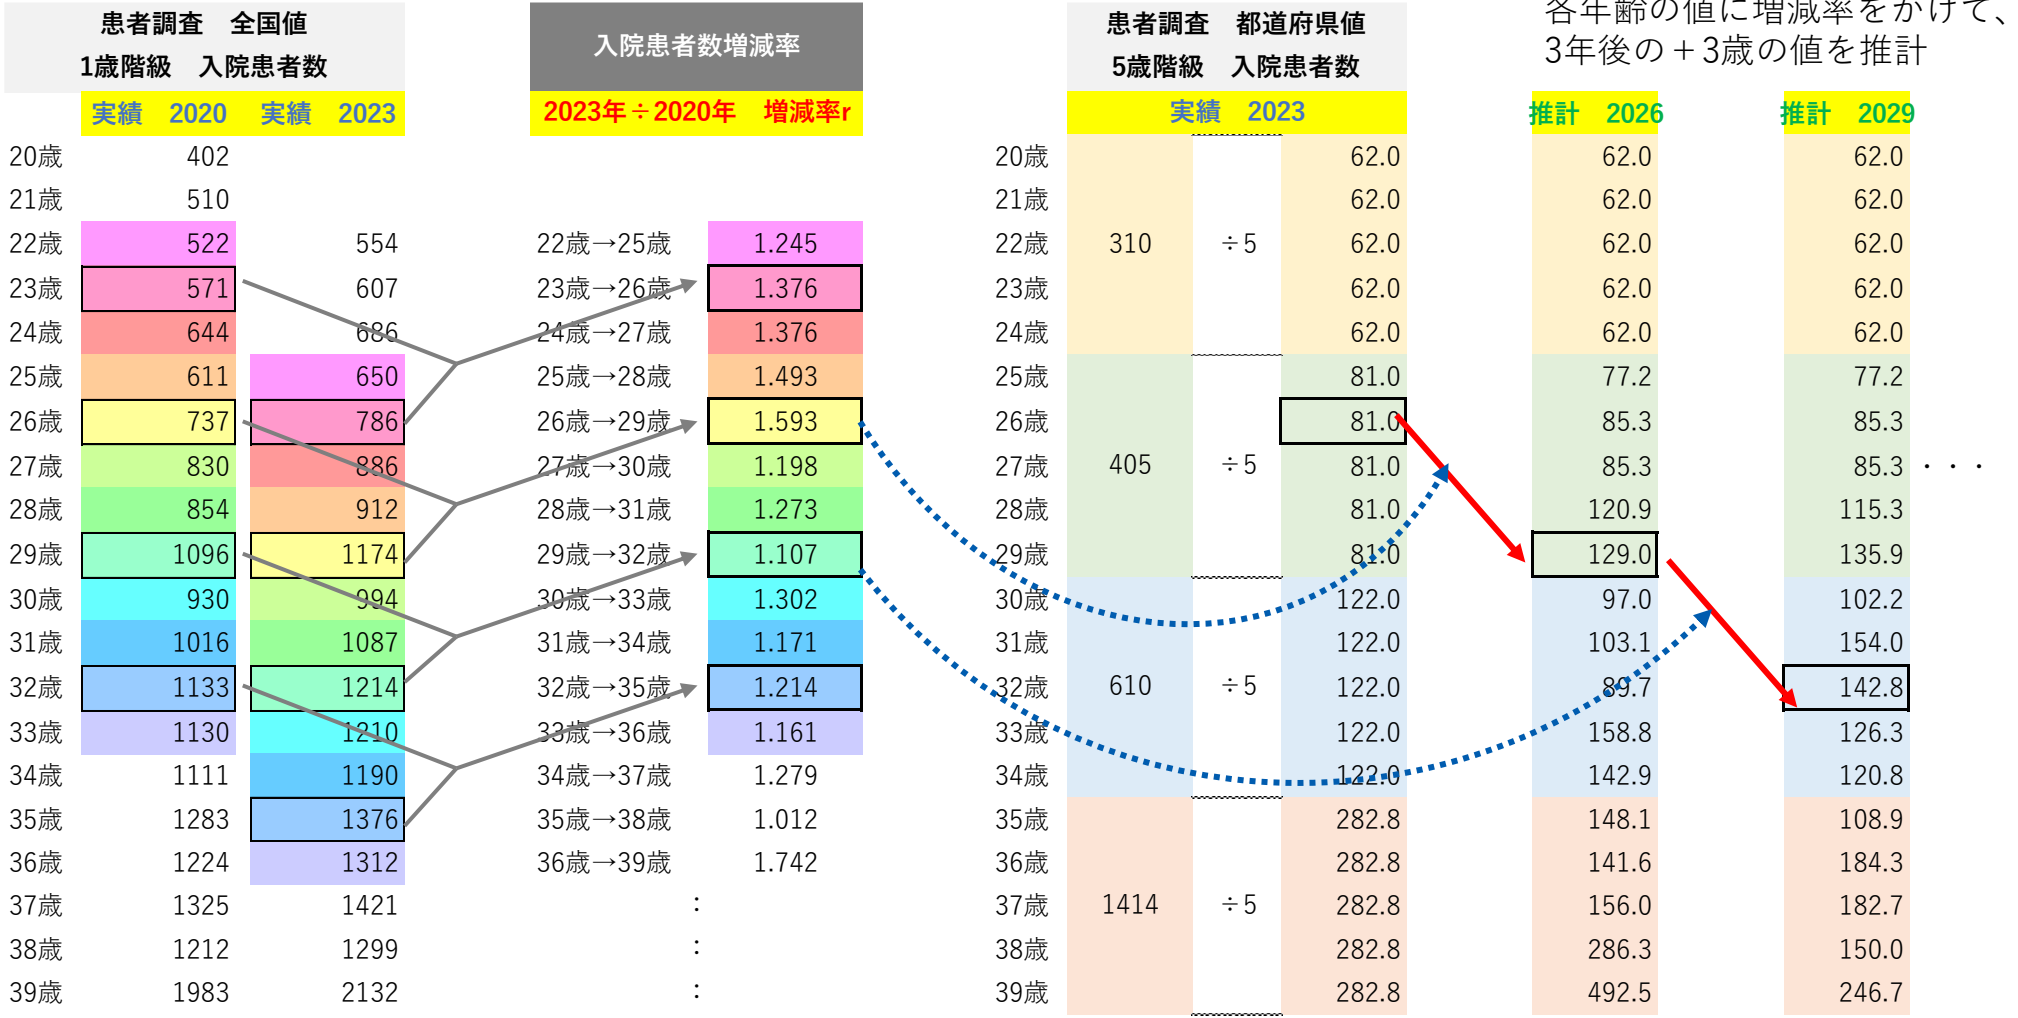 各年齢の値に増減率をかけて、
3年後の＋3歳の値を推計
患者調査　全国値
1歳階級　入院患者数
入院患者数増減率
患者調査　都道府県値
5歳階級　入院患者数
実績　2020　実績　2023　2023年÷2020年　増減率r　実績　2023　推計　2026　推計　2029
20歳 402 20歳 62.0 62.0 62.0
21歳 510 21歳 62.0 62.0 62.0
22歳 522 554 22歳→25歳 1.245 22歳 310 ÷5 62.0 62.0 62.0
23歳 571 607 23歳→26歳 1.376 23歳 62.0 62.0 62.0
24歳 644 686 24歳→27歳 1.376 24歳 62.0 62.0 62.0
25歳 611 650 25歳→28歳 1.493 25歳 81.0 77.2 77.2
26歳 737 786 26歳→29歳 1.593 26歳 81.0 85.3 85.3
27歳 830 886 27歳→30歳 1.198 27歳 405 ÷5 81.0 85.3 85.3 ・・・
28歳 854 912 28歳→31歳 1.273 28歳 81.0 120.9 115.3
29歳 1096 1174 29歳→32歳 1.107 29歳 81.0 129.0 135.9
30歳 930 994 30歳→33歳 1.302 30歳 122.0 97.0 102.2
31歳 1016 1087 31歳→34歳 1.171 31歳 122.0 103.1 154.0
32歳 1133 1214 32歳→35歳 1.214 32歳 610 ÷5 122.0 89.7 142.8
33歳 1130 1210 33歳→36歳 1.161 33歳 122.0 158.8 126.3
34歳 1111 1190 34歳→37歳 1.279 34歳 122.0 142.9 120.8
35歳 1283 1376 35歳→38歳 1.012 35歳 282.8 148.1 108.9
36歳 1224 1312 36歳→39歳 1.742 36歳 282.8 141.6 184.3
37歳 1325 1421 ： 37歳 1414 ÷5 282.8 156.0 182.7
38歳 1212 1299 ： 38歳 282.8 286.3 150.0
39歳 1983 2132 ： 39歳 282.8 492.5 246.7